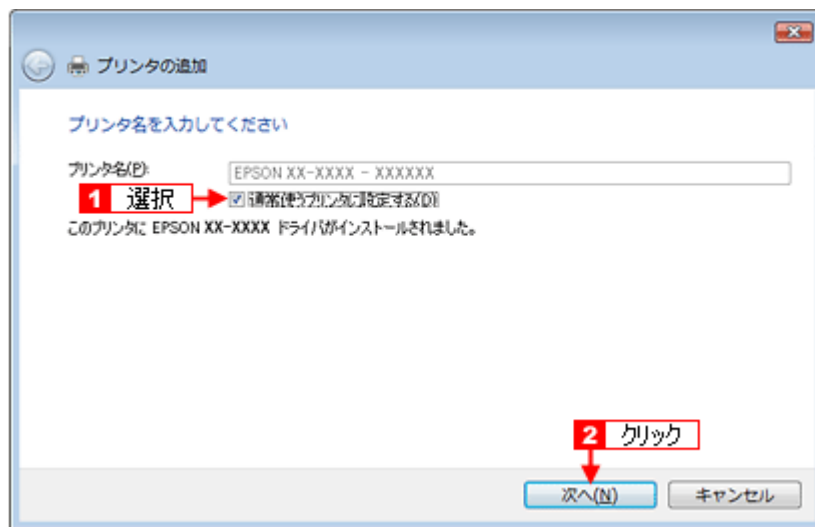 プリンタの追加
プリンタ名を入力してください
プリンタ名(P): EPSON XX-XXXX - XXXXXX
1 選択 通常使うプリンタに設定する(D)
このプリンタに EPSON XX-XXXX ドライバがインストールされました。
2 クリック
次へ(N) キャンセル